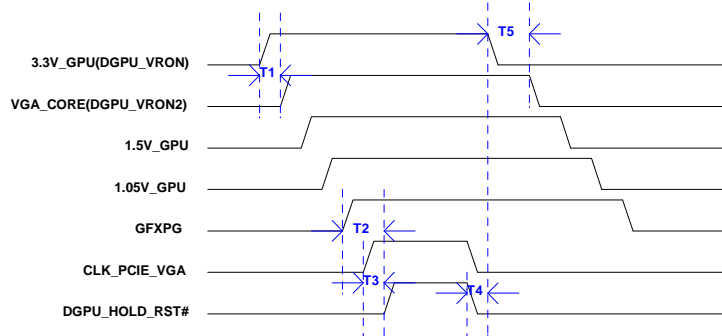 T5
3.3V_GPU(DGPU_VRON)
T1
VGA_CORE(DGPU_VRON2)
1.5V_GPU
1.05V_GPU
GFXPG
T2
CLK_PCIE_VGA
T3
T4
DGPU_HOLD_RST#